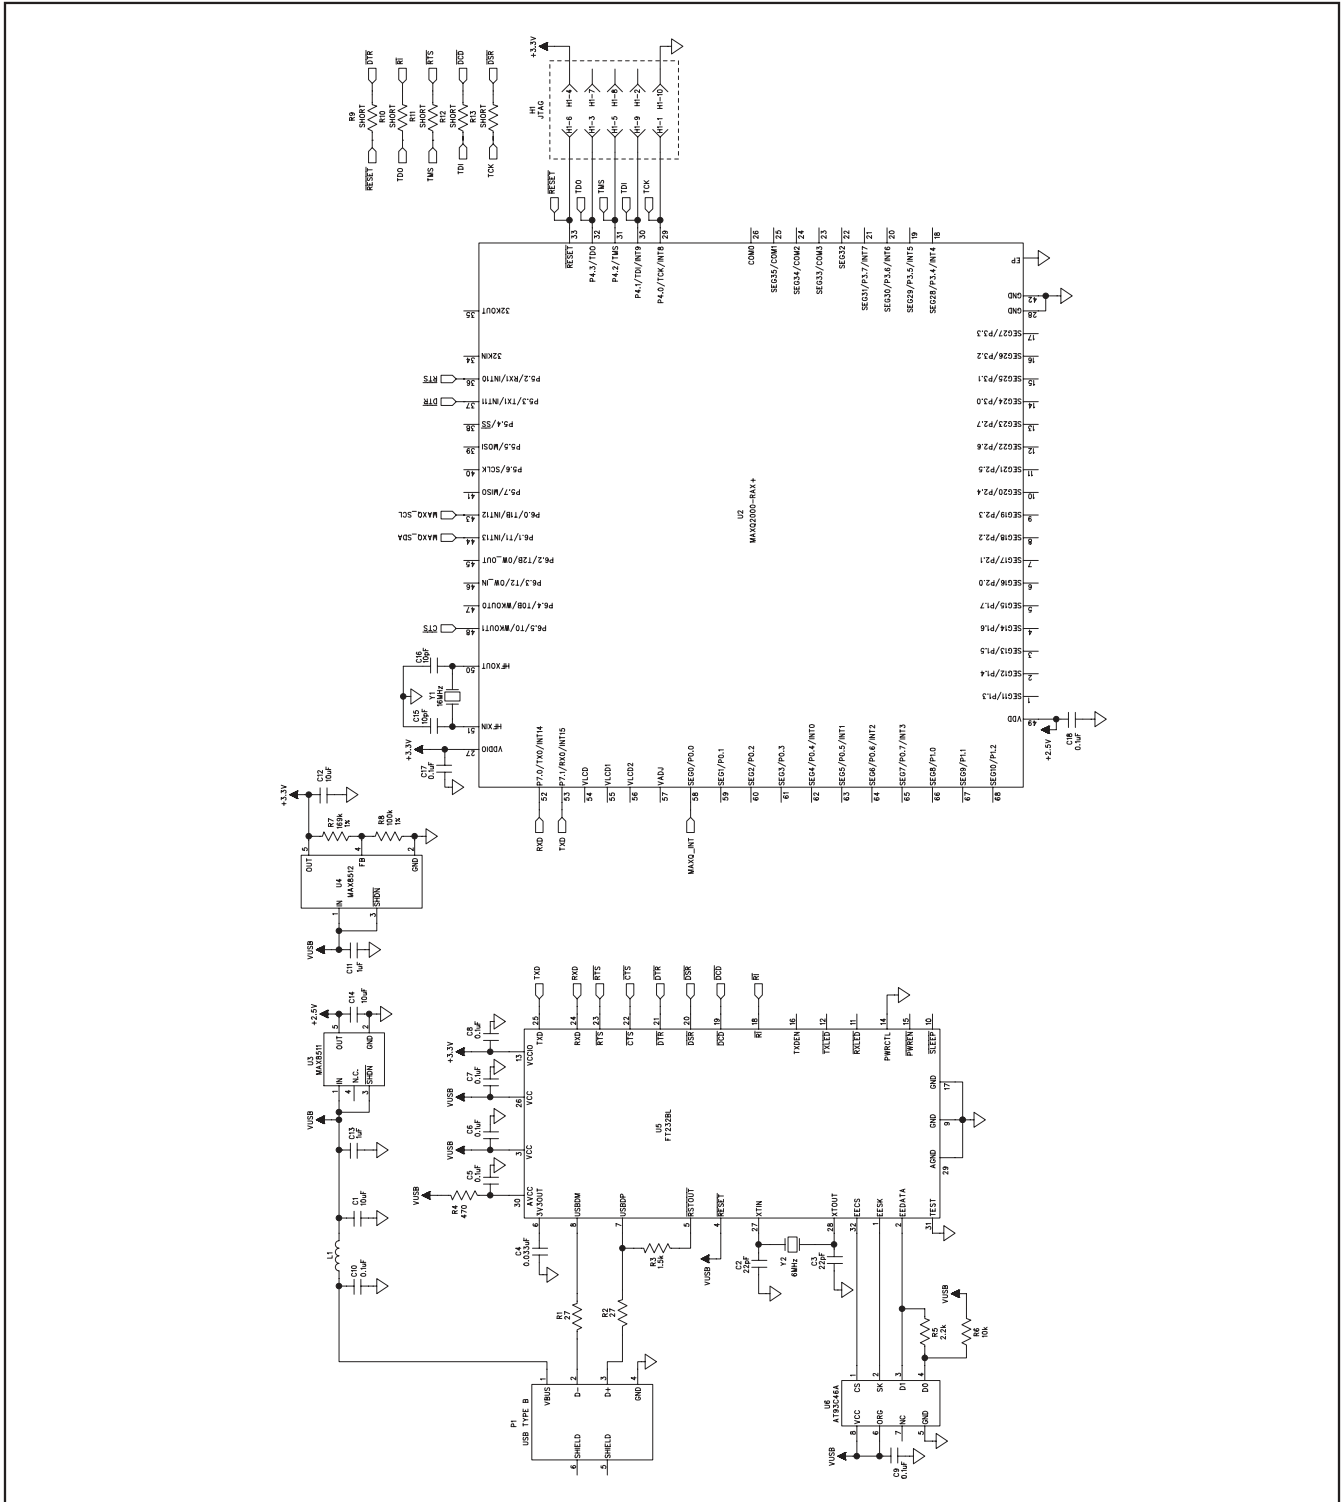 +3.3V
DTR
RI
RTS
DCD
DSR
R9
SHORT
R10
SHORT
R11
SHORT
R12
SHORT
R13
SHORT
RESET
TDO
TMS
TDI
TCK
H1
JTAG
H1-4
H1-7
H1-8
H1-2
H1-10
H1-6
H1-3
H1-5
H1-9
H1-1
RESET
TDO
TMS
TDI
TCK
33
32
31
30
29
26
25
24
23
22
21
20
19
18
RESET
P4.3/TDO
P4.2/TMS
P4.1/TDI/INT9
P4.0/TCK/INT8
COM0
SEG35/COM1
SEG34/COM2
SEG33/COM3
SEG32
SEG31/P3.7/INT7
SEG30/P3.6/INT6
SEG29/P3.5/INT5
SEG28/P3.4/INT4
EP
GND
42
GND
28
SEG27/P3.3
17
SEG26/P3.2
16
SEG25/P3.1
15
SEG24/P3.0
14
SEG23/P2.7
13
SEG22/P2.6
12
SEG21/P2.5
11
SEG20/P2.4
10
SEG19/P2.3
9
SEG18/P2.2
8
SEG17/P2.1
7
SEG16/P2.0
6
SEG15/P1.7
5
SEG14/P1.6
4
SEG13/P1.5
3
SEG12/P1.4
2
SEG11/P1.3
1
VDD
49
+2.5V
C18
0.1uF
35
32KOUT
34
32KIN
RTS
36
P5.2/RX1/INT10
DTR
37
P5.3/TX1/INT11
38
P5.4/SS
39
P5.5/MOSI
40
P5.6/SCLK
41
P5.7/MISO
MAXQ_SCL
43
P6.0/T1B/INT12
MAXQ_SDA
44
P6.1/T1/INT13
45
P6.2/T2B/OW_OUT
46
P6.3/T2/OW_IN
47
P6.4/T0B/WKOUT0
CTS
48
P6.5/T0/WKOUT1
50
HFXOUT
51
HFXIN
27
VDDIO
C16
10pF
Y1
16MHz
C15
10pF
+3.3V
C17
0.1uF
U2
MAXQ2000-RAX+
P7.0/TX0/INT14
P7.1/RX0/INT15
VLCD
VLCD1
VLCD2
VADJ
SEG0/P0.0
SEG1/P0.1
SEG2/P0.2
SEG3/P0.3
SEG4/P0.4/INT0
SEG5/P0.5/INT1
SEG6/P0.6/INT2
SEG7/P0.7/INT3
SEG8/P1.0
SEG9/P1.1
SEG10/P1.2
52
53
54
55
56
57
58
59
60
61
62
63
64
65
66
67
68
RXD
TXD
MAXQ_INT
+3.3V
C12
10uF
R7
169k
1%
R8
100k
1%
5
4
2
OUT
FB
GND
U4
MAX8512
IN
SHDN
1
3
VUSB
C11
1uF
+2.5V
C14
10uF
5
2
OUT
GND
U3
MAX8511
IN
N.C.
SHDN
1
4
3
VUSB
C13
1uF
C1
10uF
L1
C10
0.1uF
TXD
RXD
RTS
CTS
DTR
DSR
DCD
RI
25
24
23
22
21
20
19
18
16
12
11
14
15
10
TXD
RXD
RTS
CTS
DTR
DSR
DCD
RI
TXDEN
TXLED
RXLED
PWRCTL
PWREN
SLEEP
C8
0.1uF
+3.3V
13
VCCIO
C7
0.1uF
VUSB
26
VCC
C6
0.1uF
VUSB
3
VCC
C5
0.1uF
VUSB
R4
470
30
AVCC
U5
FT232BL
GND
17
GND
9
AGND
29
3V3OUT
USBDM
USBDP
RSTOUT
RESET
XTIN
XTOUT
EECS
EESK
EEDATA
TEST
6
8
7
5
4
27
28
32
1
2
31
C4
0.033uF
R3
1.5k
VUSB
C2
22pF
Y2
6MHz
C3
22pF
R1
27
R2
27
VUSB
R5
2.2k
R6
10k
1
2
3
4
VBUS
D-
D+
GND
P1
USB TYPE B
SHIELD
SHIELD
6
5
1
2
3
4
CS
SK
D1
D0
U6
AT93C46A
VCC
ORG
NC
GND
8
6
7
5
VUSB
C9
0.1uF